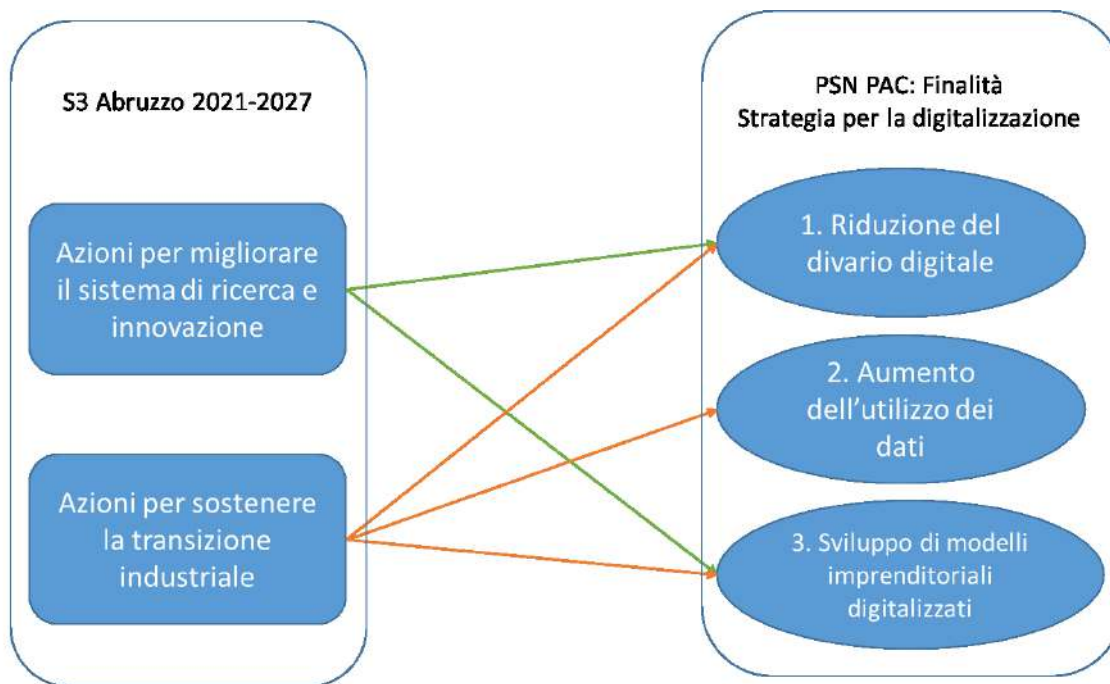 S3 Abruzzo 2021-2027
Azioni per migliorare
il sistema di ricerca e
innovazione
Azioni per sostenere
la transizione
industriale
PSN PAC: Finalità
Strategia per la digitalizzazione
1. Riduzione del
divario digitale
2. Aumento
dell'utilizzo dei
dati
3. Sviluppo di modelli
imprenditoriali
digitalizzati